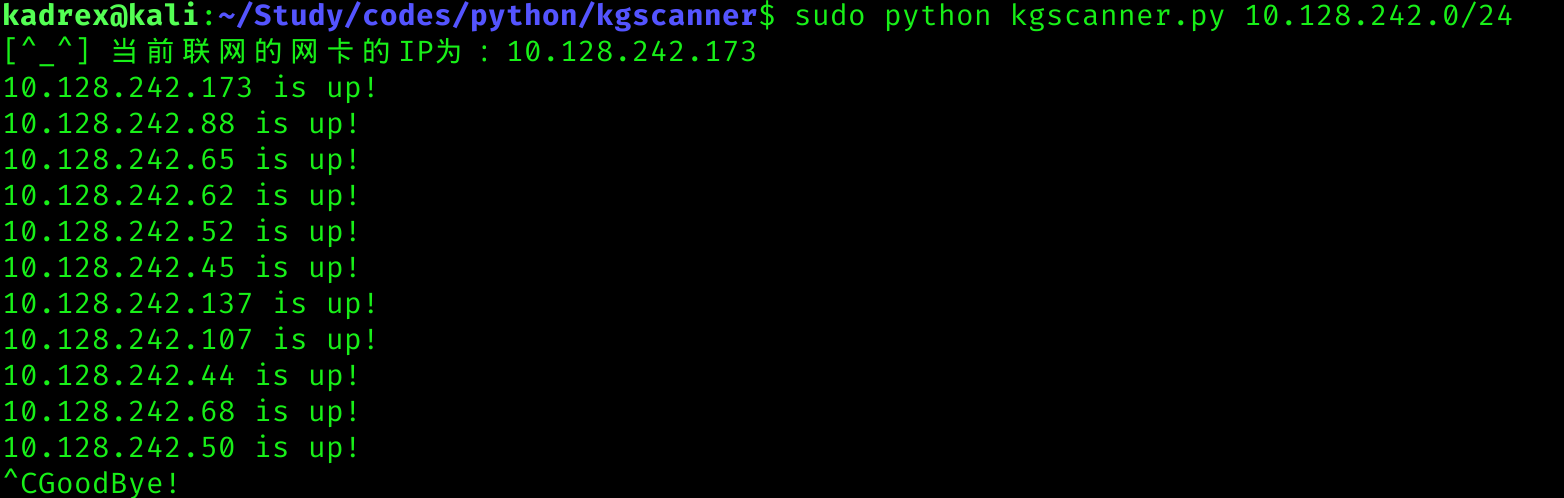 kadrex@kali:~/Study/codes/python/kgscanner$ sudo python kgscanner.py 10.128.242.0/24
[^_^] 当前联网的网卡的IP为：10.128.242.173
10.128.242.173 is up!
10.128.242.88 is up!
10.128.242.65 is up!
10.128.242.62 is up!
10.128.242.52 is up!
10.128.242.45 is up!
10.128.242.137 is up!
10.128.242.107 is up!
10.128.242.44 is up!
10.128.242.68 is up!
10.128.242.50 is up!
^CGoodBye!